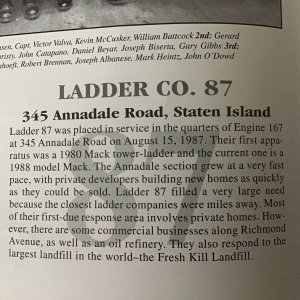 nsen, Capt. Victor Valva, Kevin McCusker, William Battcock 2nd: Gerard
hristy, John Catapano, Daniel Beyar, Joseph Biserta, Gary Gibbs 3rd:
nhoeft, Robert Brennan, Joseph Albanese, Mark Heintz, John O'Dowd
LADDER CO. 87
345 Annadale Road, Staten Island
Ladder 87 was placed in service in the quarters of Engine 167
at 345 Annadale Road on August 15, 1987. Their first appa-
ratus was a 1980 Mack tower-ladder and the current one is a
1988 model Mack. The Annadale section grew at a very fast
pace, with private developers building new homes as quickly
as they could be sold. Ladder 87 filled a very large need
because the closest ladder companies were miles away. Most
of their first-due response area involves private homes. How-
ever, there are some commercial businesses along Richmond
Avenue, as well as an oil refinery. They also respond to the
largest landfill in the world–the Fresh Kill Landfill.
87